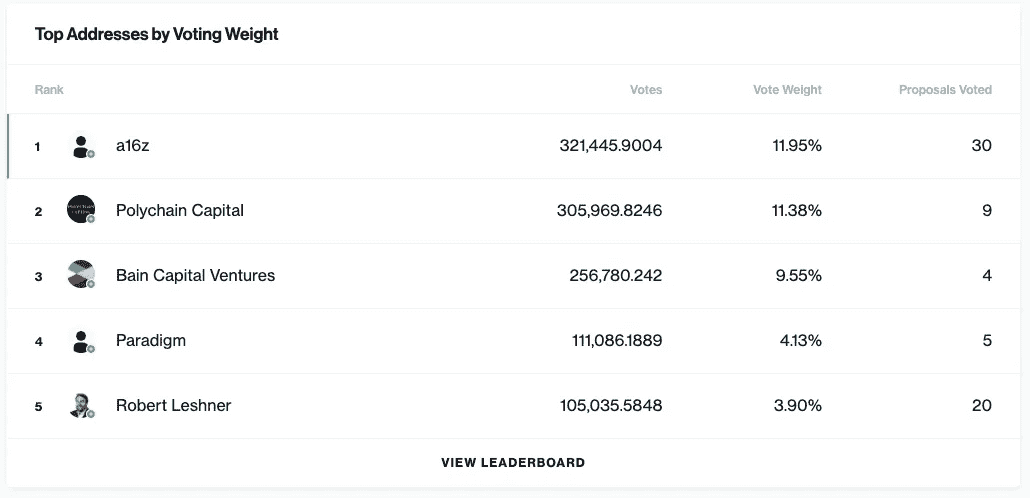 Top Addresses by Voting Weight
Rank Votes Vote Weight Proposals Voted
1 a16z 321,445.9004 11.95% 30
2 Polychain Capital 305,969.8246 11.38% 9
3 Bain Capital Ventures 256,780.242 9.55% 4
4 Paradigm 111,086.1889 4.13% 5
5 Robert Leshner 105,035.5848 3.90% 20
VIEW LEADERBOARD